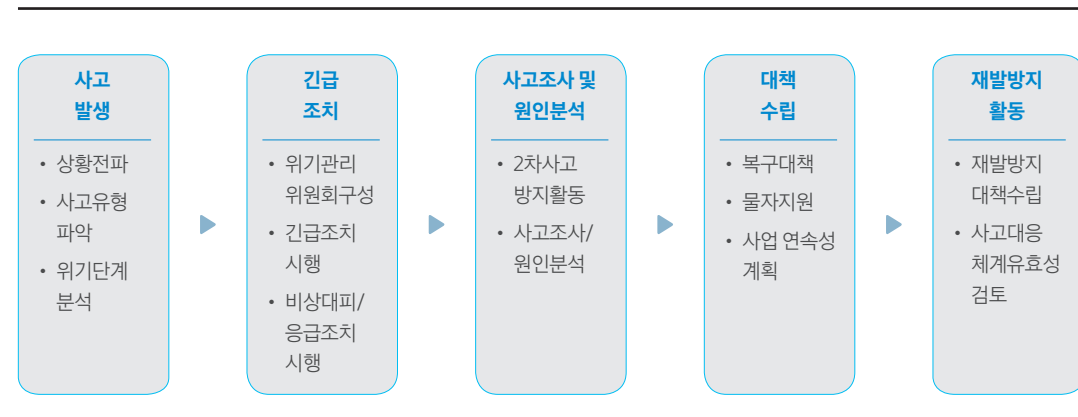 사고
발생
• 상황전파
• 사고유형
파악
• 위기단계
분석
긴급
조치
• 위기관리
위원회구성
• 긴급조치
시행
• 비상대피/
응급조치
시행
사고조사 및
원인분석
• 2차사고
방지활동
• 사고조사/
원인분석
대책
수립
• 복구대책
• 물자지원
• 사업 연속성
계획
재발방지
활동
• 재발방지
대책수립
• 사고대응
체계유효성
검토